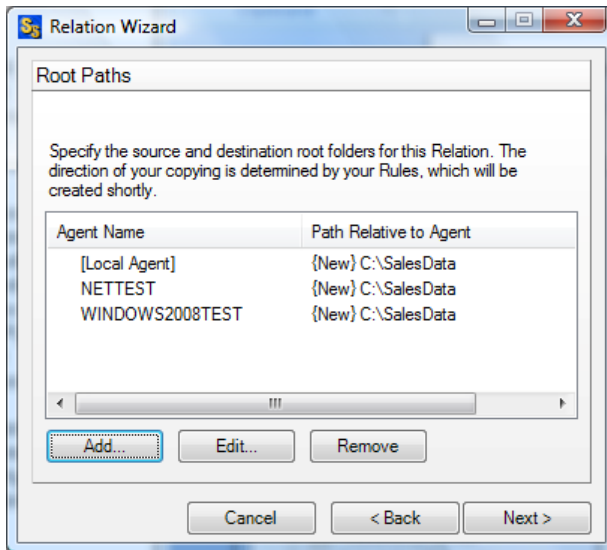 Relation Wizard
Root Paths
Specify the source and destination root folders for this Relation. The
direction of your copying is determined by your Rules, which will be
created shortly.
Agent Name Path Relative to Agent
[Local Agent] {New} C:\SalesData
NETTEST {New} C:\SalesData
WINDOWS2008TEST {New} C:\SalesData
Add... Edit... Remove
Cancel < Back Next >